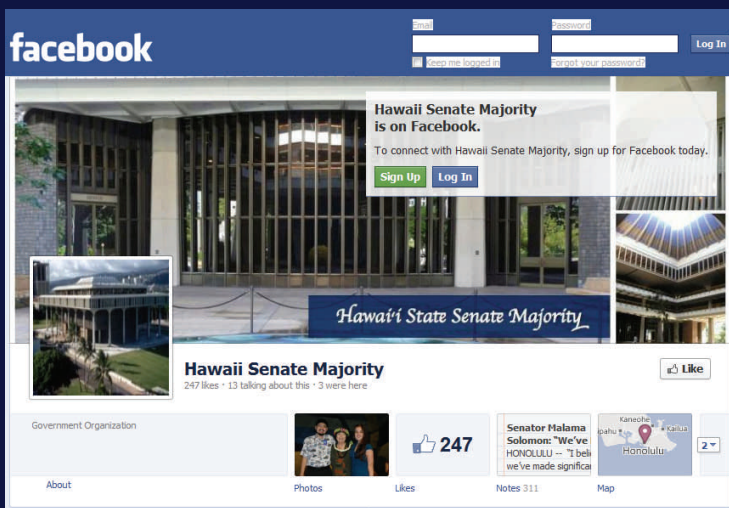 facebook
Email
Password
Log In
Keep me logged in
Forgot your password?
Hawaii Senate Majority
is on Facebook.
To connect with Hawaii Senate Majority, sign up for Facebook today.
Sign Up
Log In
Hawai'i State Senate Majority
Hawaii Senate Majority
247 likes · 13 talking about this · 3 were here
Like
Government Organization
About
Photos
247
Likes
Senator Malama
Solomon: "We've
HONOLULU -- "I beli
we've made significan
Notes 311
Kaneohe
ipahu
Kailua
Honolulu
Map
2